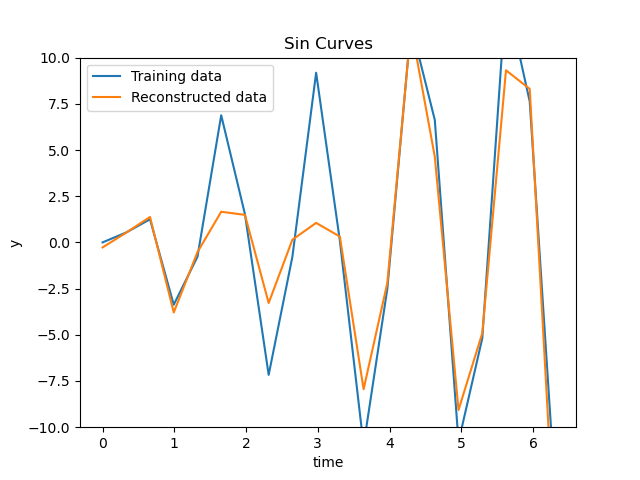 Sin Curves
Training data
Reconstructed data
10.0
7.5
5.0
2.5
0.0
−2.5
−5.0
−7.5
−10.0
y
0 1 2 3 4 5 6
time